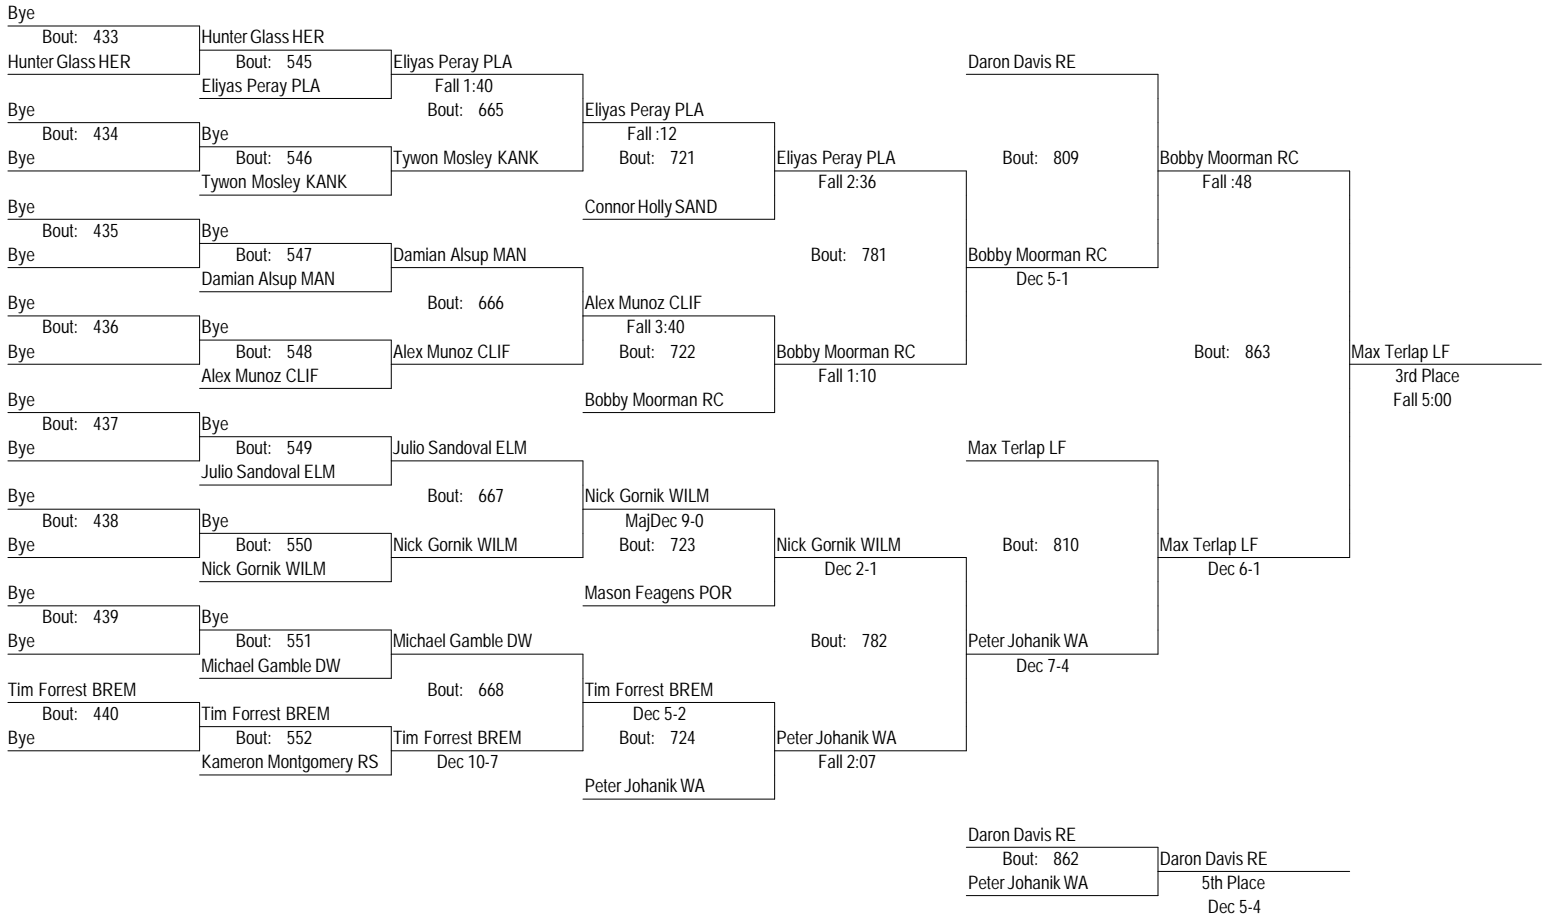 Bye
Bout: 433
Hunter Glass HER
Bye
Bout: 434
Bye
Bye
Bout: 435
Bye
Bye
Bout: 436
Bye
Bye
Bout: 437
Bye
Bye
Bout: 438
Bye
Bye
Bout: 439
Bye
Tim Forrest BREM
Bout: 440
Bye
Hunter Glass HER
Bout: 545
Eliyas Peray PLA
Bye
Bout: 546
Tywon Mosley KANK
Bye
Bout: 547
Damian Alsup MAN
Bye
Bout: 548
Alex Munoz CLIF
Bye
Bout: 549
Julio Sandoval ELM
Bye
Bout: 550
Nick Gornik WILM
Bye
Bout: 551
Michael Gamble DW
Tim Forrest BREM
Bout: 552
Kameron Montgomery RS
Eliyas Peray PLA
Fall 1:40
Bout: 665
Tywon Mosley KANK
Damian Alsup MAN
Bout: 666
Alex Munoz CLIF
Julio Sandoval ELM
Bout: 667
Nick Gornik WILM
Michael Gamble DW
Bout: 668
Tim Forrest BREM
Dec 10-7
Eliyas Peray PLA
Fall :12
Bout: 721
Connor Holly SAND
Alex Munoz CLIF
Fall 3:40
Bout: 722
Bobby Moorman RC
Nick Gornik WILM
MajDec 9-0
Bout: 723
Mason Feagens POR
Tim Forrest BREM
Dec 5-2
Bout: 724
Peter Johanik WA
Eliyas Peray PLA
Fall 2:36
Bout: 781
Bobby Moorman RC
Fall 1:10
Nick Gornik WILM
Dec 2-1
Bout: 782
Peter Johanik WA
Fall 2:07
Daron Davis RE
Bout: 809
Bobby Moorman RC
Dec 5-1
Max Terlap LF
Bout: 810
Peter Johanik WA
Dec 7-4
Bobby Moorman RC
Fall :48
Bout: 863
Max Terlap LF
Dec 6-1
Max Terlap LF
3rd Place
Fall 5:00
Daron Davis RE
Bout: 862
Peter Johanik WA
Daron Davis RE
5th Place
Dec 5-4